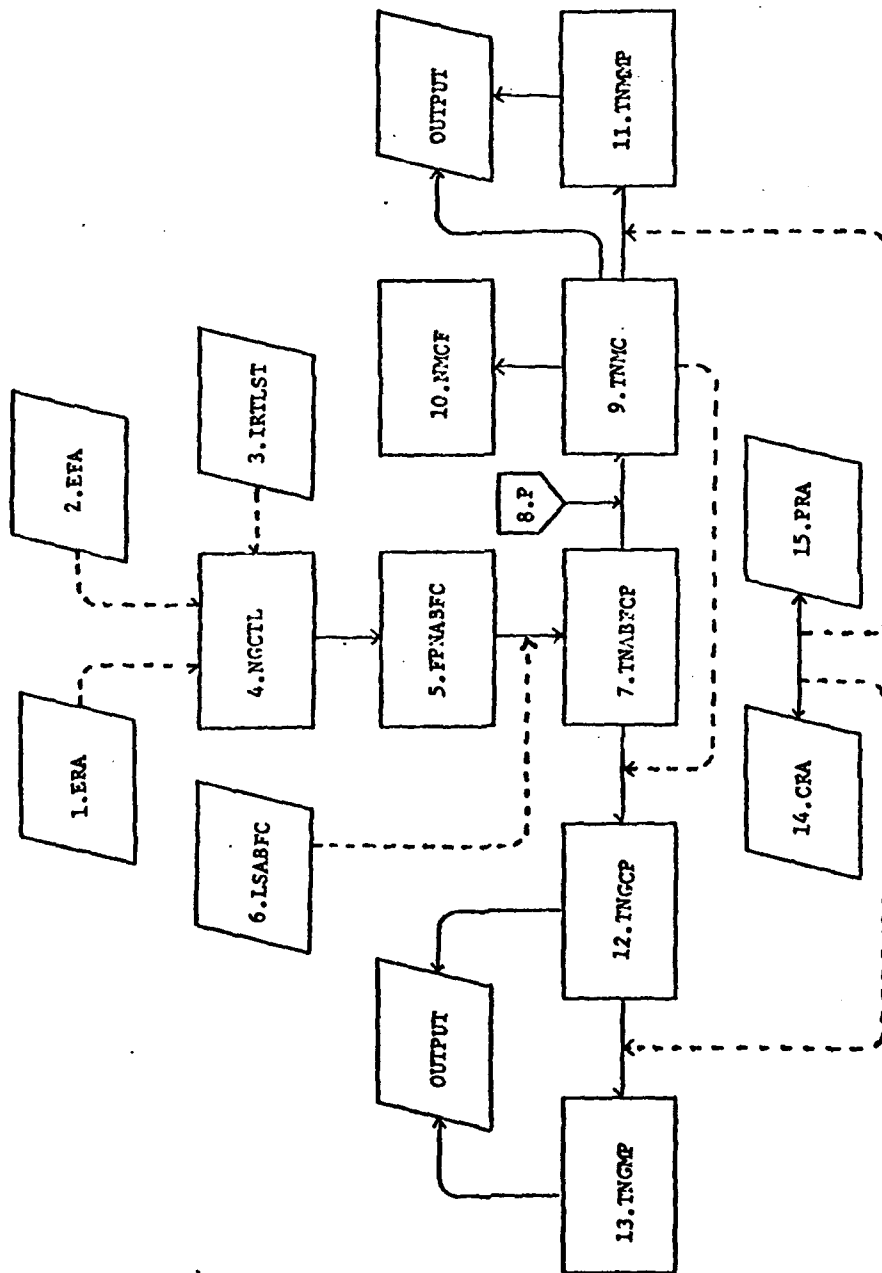 1.ERA
2.EFA
3.IRTLST
4.NGCTL
5.FPNABFC
6.LSABFC
7.TNABFCP
8.P
9.TNMC
10.NMCF
OUTPUT
11.TNMMP
OUTPUT
12.TNGCP
13.TNGMP
14.CRA
15.PRA